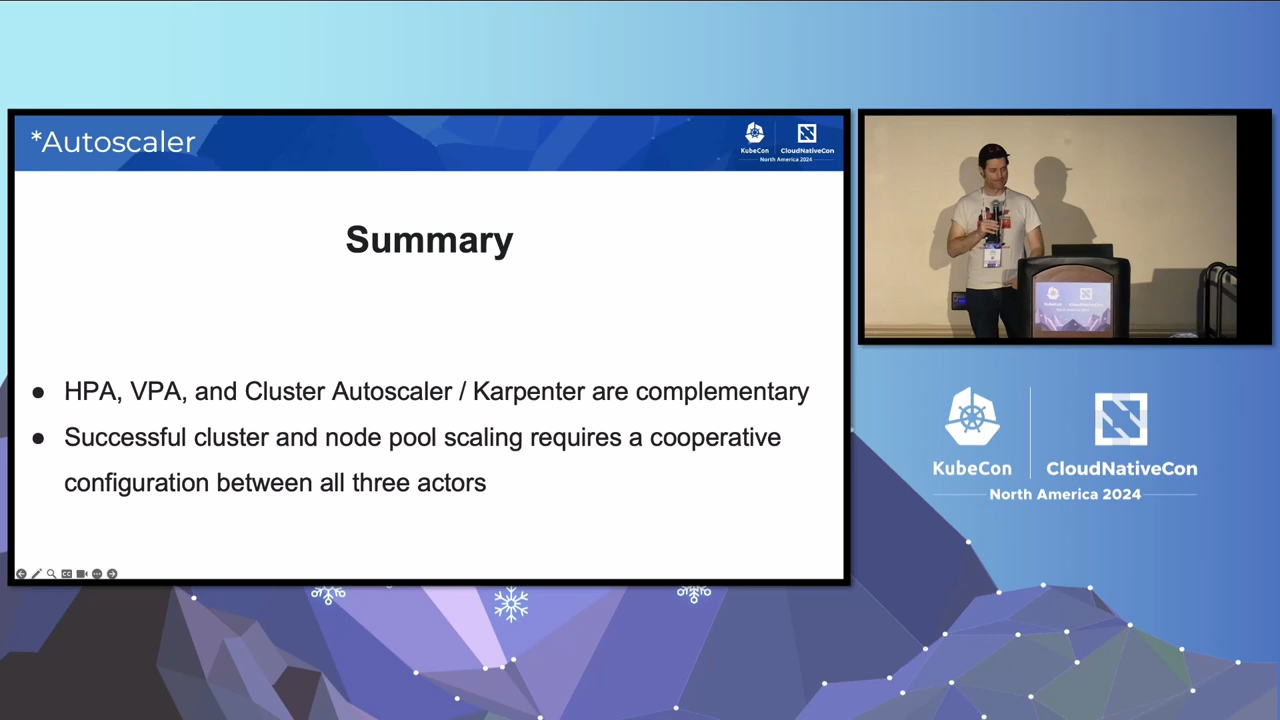 *Autoscaler
KubeCon
CloudNativeCon
North America 2024
Summary
● HPA, VPA, and Cluster Autoscaler / Karpenter are complementary
● Successful cluster and node pool scaling requires a cooperative
configuration between all three actors
KubeCon
CloudNativeCon
North America 2024